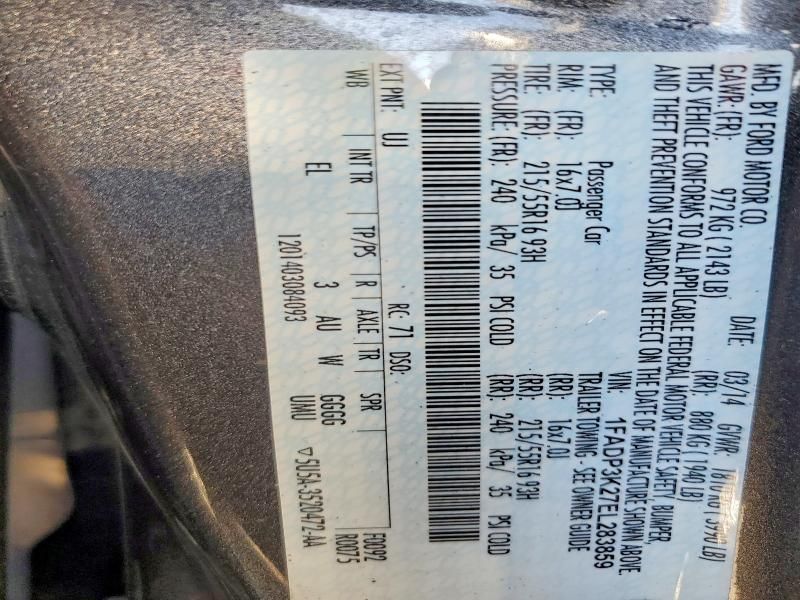 MFD. BY FORD MOTOR CO.
DATE: 03/14 GVWR:
GAWR: (FR): 972 KG ( 2143 LB) (RR): 880 KG ( 1940 LB)
THIS VEHICLE CONFORMS TO ALL APPLICABLE FEDERAL MOTOR VEHICLE SAFETY, BUMPER,
AND THEFT PREVENTION STANDARDS IN EFFECT ON THE DATE OF MANUFACTURE SHOWN ABOVE.
VIN: 1FADP3K27EL283859
TYPE: Passenger Car TRAILER TOWING - SEE OWNER GUIDE
RIM: (FR): 16x7.0J (RR): 16x7.0J
TIRE: (FR): 215/55R16 93H (RR): 215/55R16 93H
PRESSURE: (FR): 240 kPa/ 35 PSI COLD (RR): 240 kPa/ 35 PSI COLD
EXT PNT: UJ RC: 71 DSO:
F0092
R0075
WB INT TR TP/PS R AXLE TR SPR
EL 3 AU W GGGG
UMU
1201403084093 ▽5U5A-3520472-AA